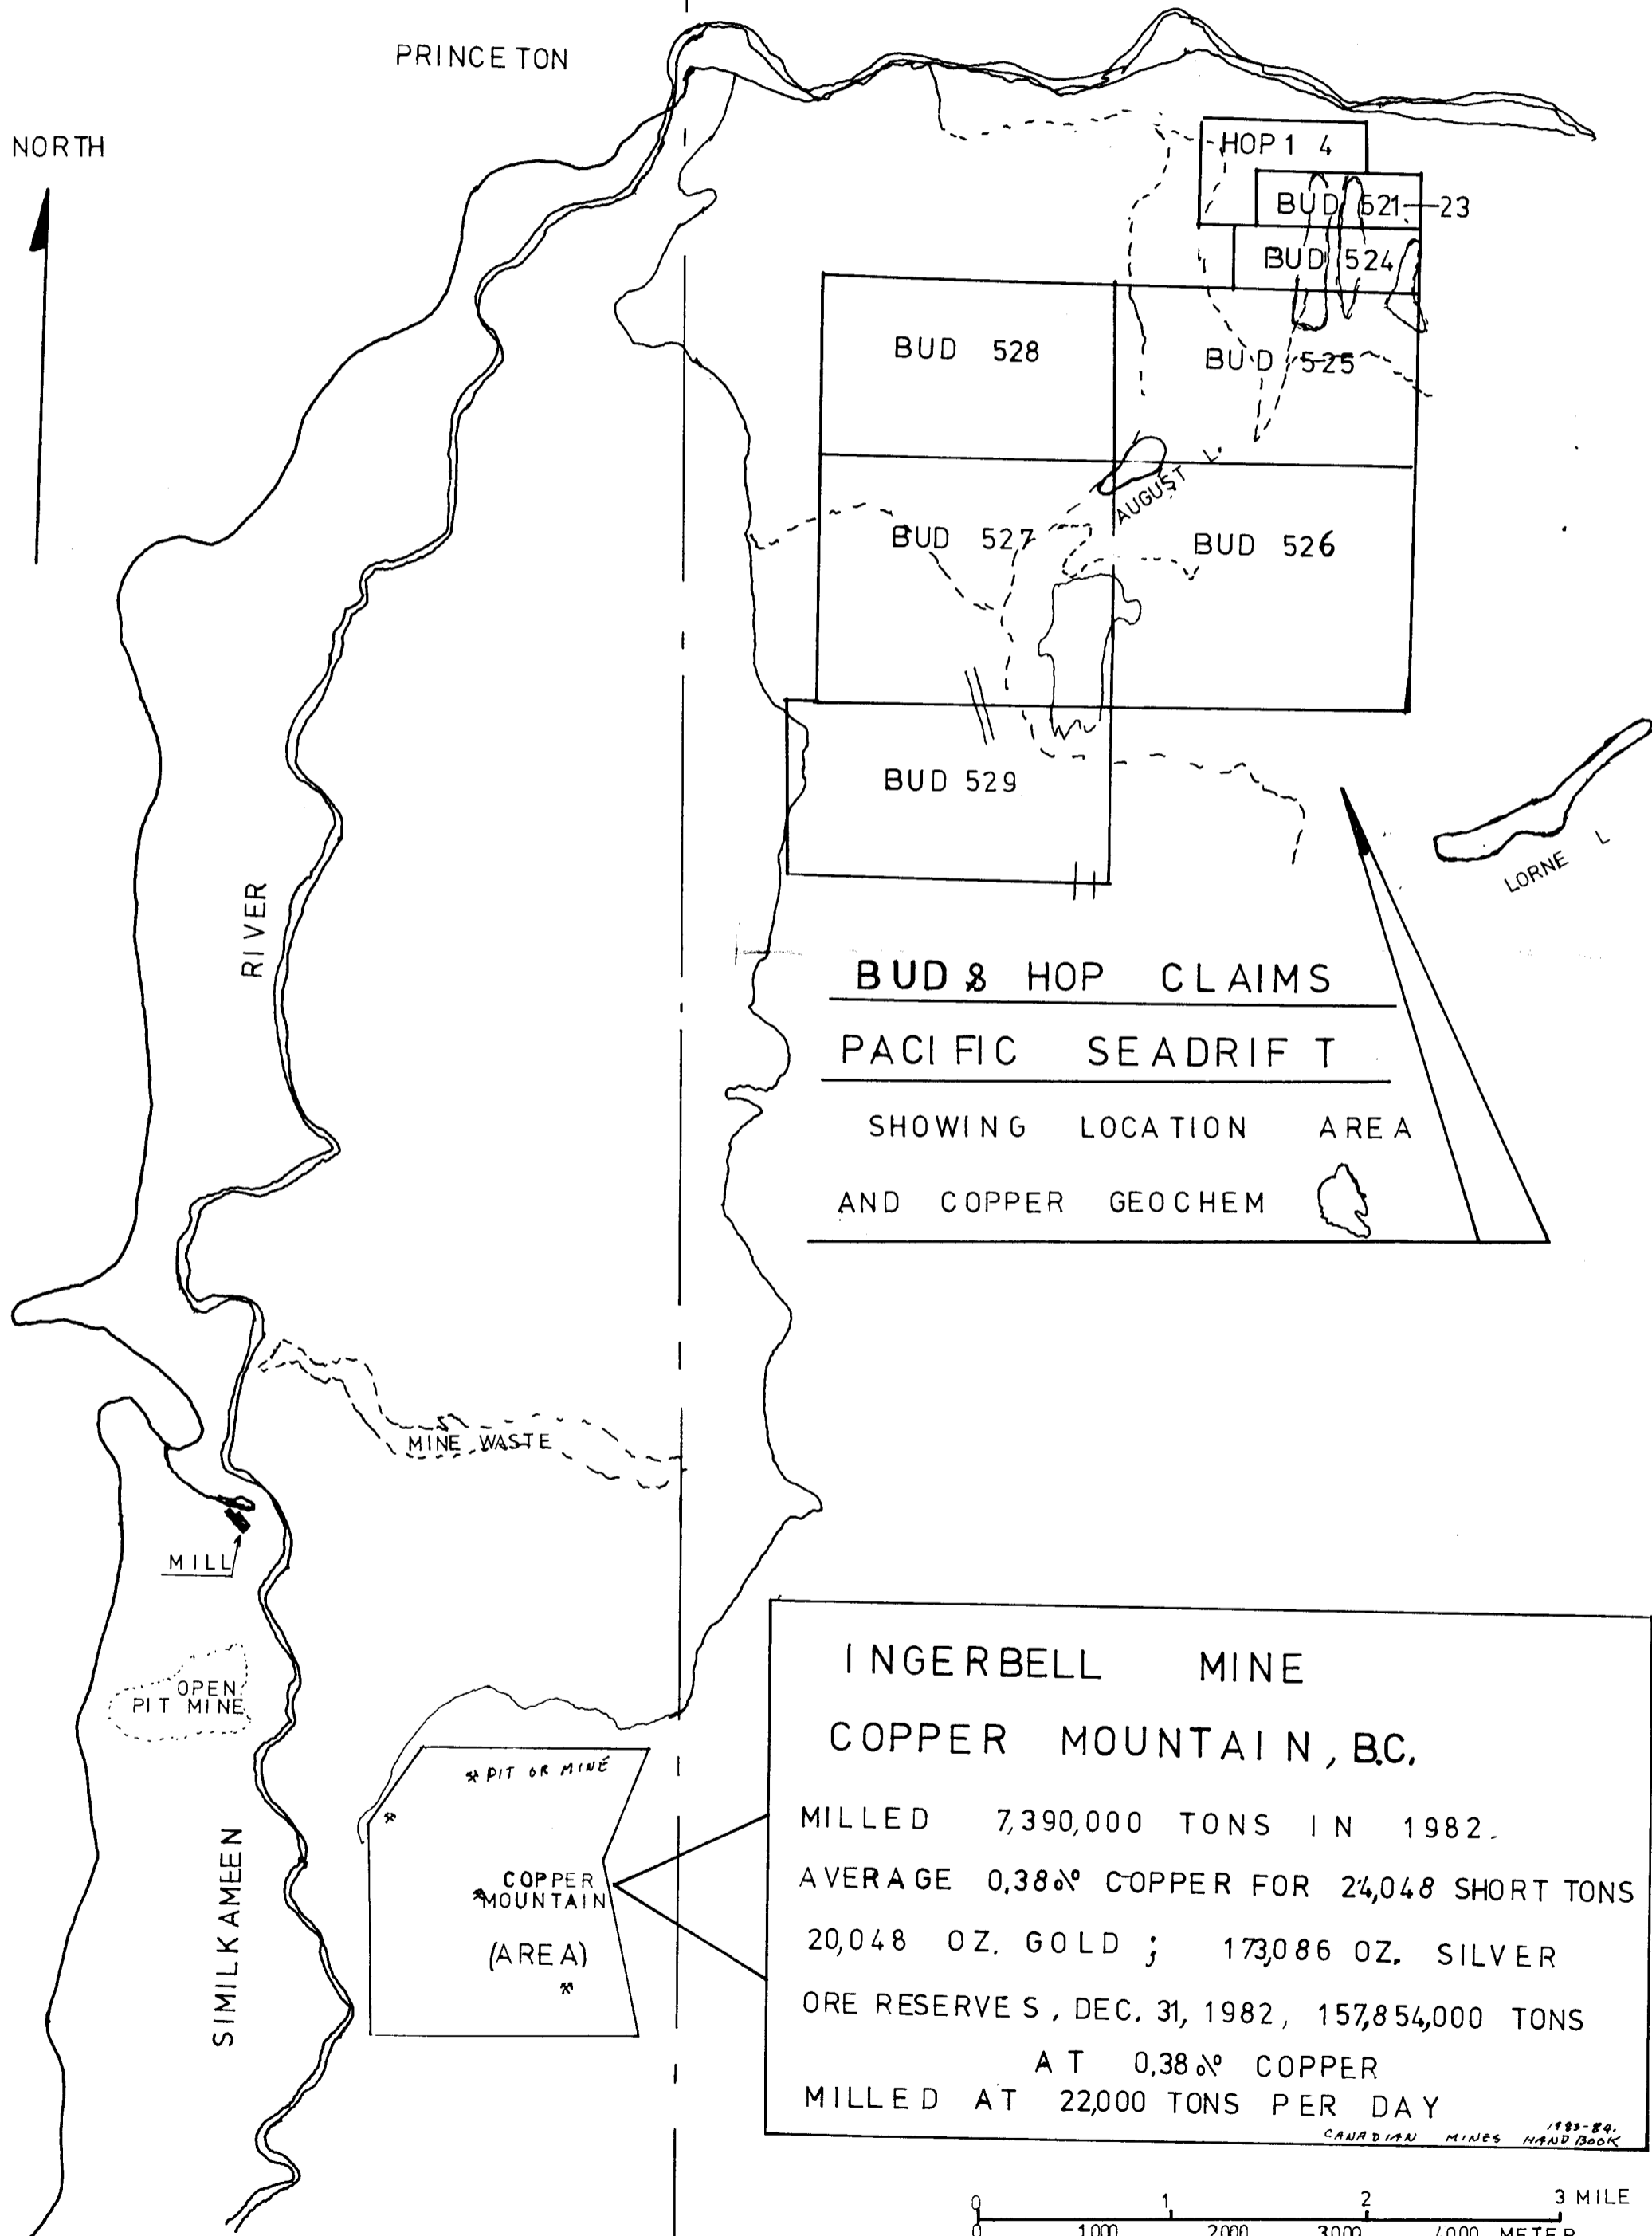 PRINCETON
NORTH
HOP 1 4
BUD 521-23
BUD 524
BUD 528
BUD 525
AUGUST L.
BUD 527
BUD 526
BUD 529
LORNE L
RIVER
BUD & HOP CLAIMS
PACIFIC SEADRIFT
SHOWING LOCATION AREA
AND COPPER GEOCHEM
MINE WASTE
MILL
OPEN
PIT MINE
SIMILKAMEEN
PIT OR MINE
COPPER
MOUNTAIN
(AREA)
INGERBELL MINE
COPPER MOUNTAIN, B.C.
MILLED 7,390,000 TONS IN 1982.
AVERAGE 0,38% COPPER FOR 24,048 SHORT TONS
20,048 OZ. GOLD ; 173,086 OZ. SILVER
ORE RESERVES, DEC. 31, 1982, 157,854,000 TONS
AT 0,38% COPPER
MILLED AT 22,000 TONS PER DAY
1983-84.
CANADIAN MINES HANDBOOK
0 1 2 3 MILE
0 1000 2000 3000 4000 METER